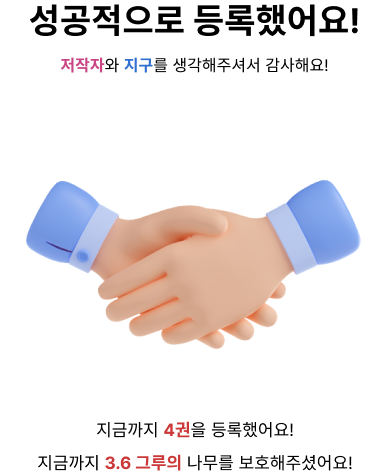 성공적으로 등록했어요!
저작자와 지구를 생각해주셔서 감사해요!
지금까지 4권을 등록했어요!
지금까지 3.6 그루의 나무를 보호해주셨어요!